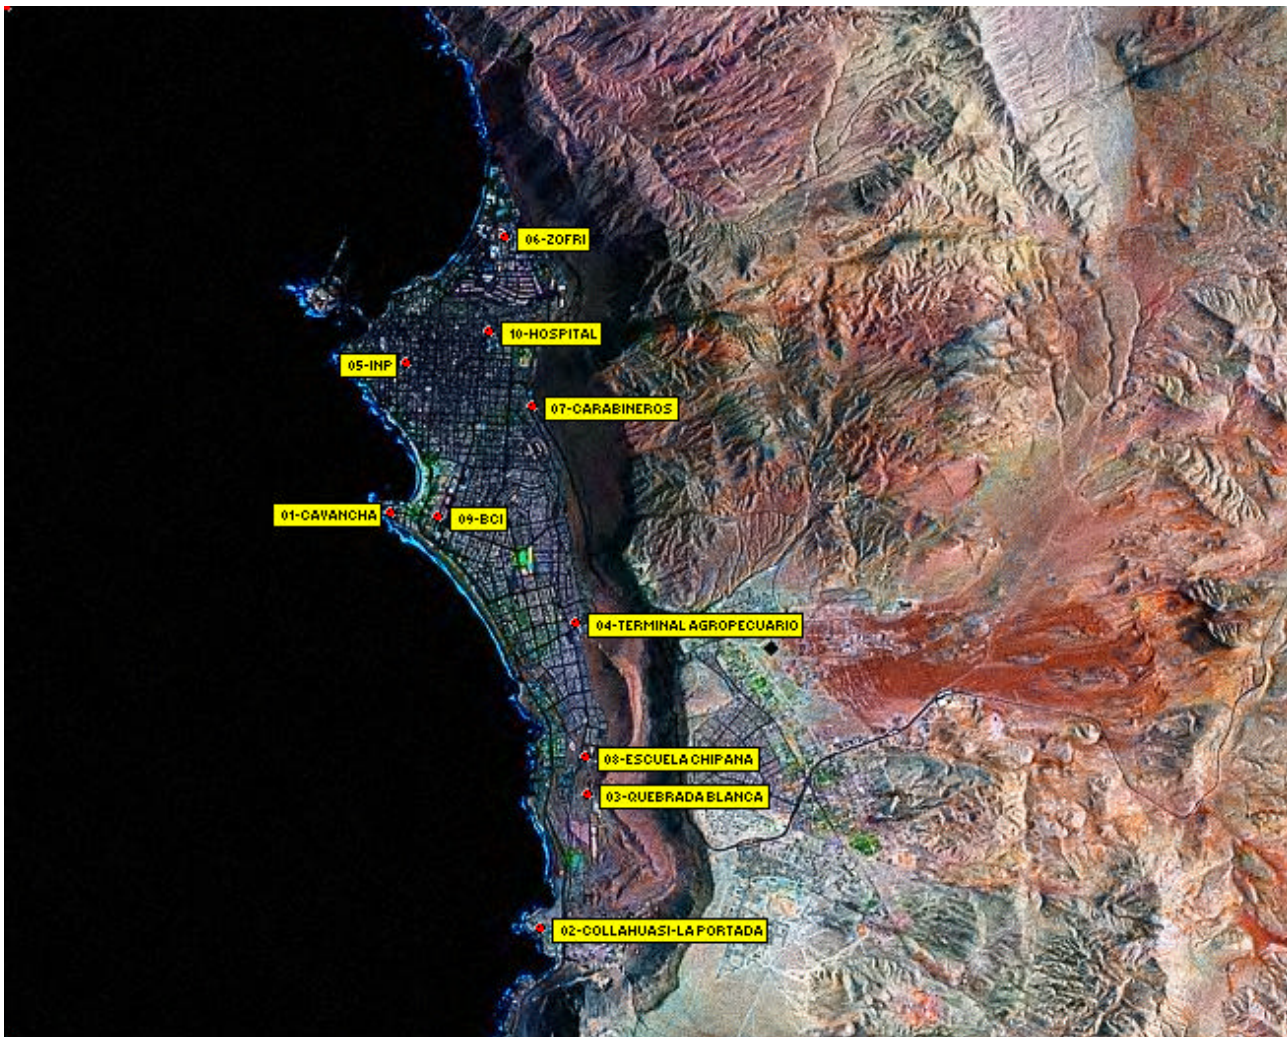 06-ZOFRI
10-HOSPITAL
05-INP
07-CARABINEROS
01-CAVANCHA
09-BCI
04-TERMINAL AGROPECUARIO
08-ESCUELA CHIPANA
03-QUEBRADA BLANCA
02-COLLAHUASI-LA PORTADA